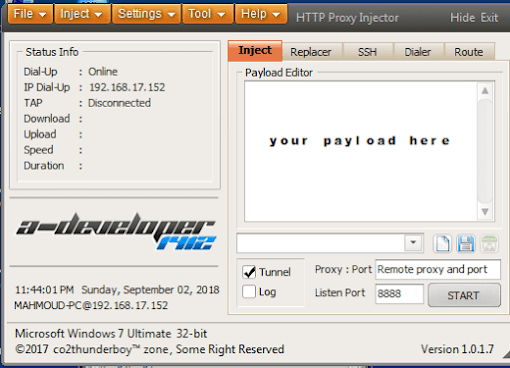 File Inject Settings Tool Help HTTP Proxy Injector Hide Exit
Status Info
Dial-Up : Online
IP Dial-Up : 192.168.17.152
TAP : Disconnected
Download :
Upload :
Speed :
Duration :
a-developer
1412
11:44:01 PM Sunday, September 02, 2018
MAHMOUD-PC@192.168.17.152
Inject Replacer SSH Dialer Route
Payload Editor
your payload here
Tunnel
Log
Proxy : Port Remote proxy and port
Listen Port 8888 START
Microsoft Windows 7 Ultimate 32-bit
©2017 co2thunderboy™ zone, Some Right Reserved
Version 1.0.1.7